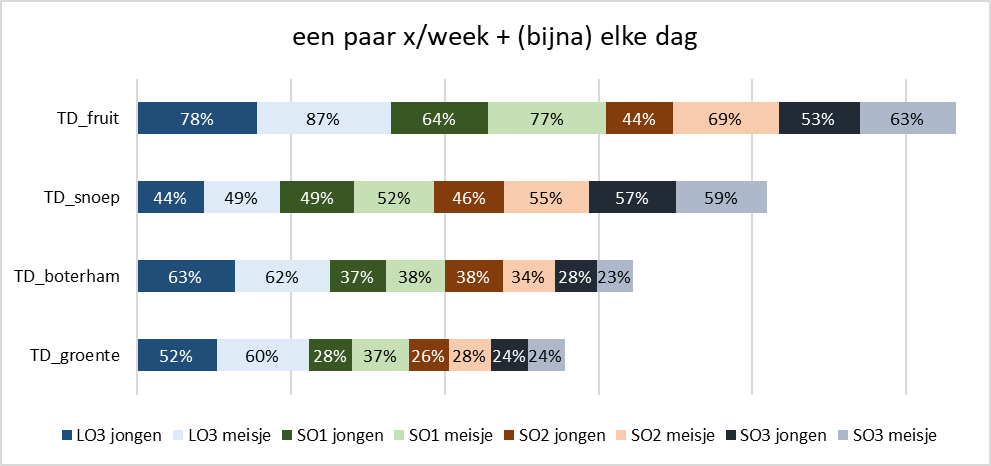 een paar x/week + (bijna) elke dag
TD_fruit 78% 87% 64% 77% 44% 69% 53% 63%
TD_snoep 44% 49% 49% 52% 46% 55% 57% 59%
TD_boterham 63% 62% 37% 38% 38% 34% 28% 23%
TD_groente 52% 60% 28% 37% 26% 28% 24% 24%
LO3 jongen LO3 meisje SO1 jongen SO1 meisje SO2 jongen SO2 meisje SO3 jongen SO3 meisje